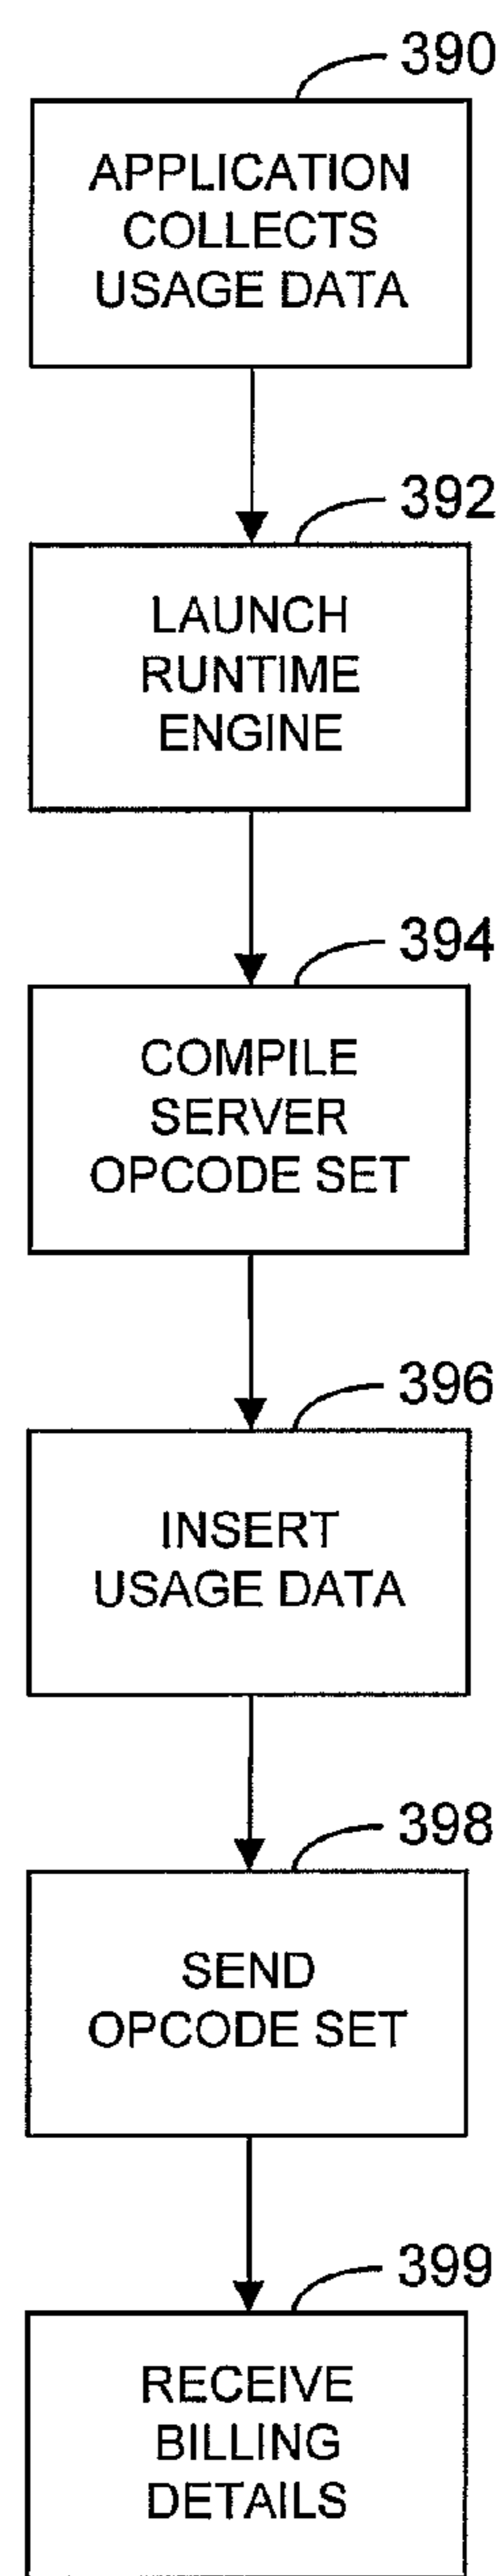 390
APPLICATION
COLLECTS
USAGE DATA
392
LAUNCH
RUNTIME
ENGINE
394
COMPILE
SERVER
OPCODE SET
396
INSERT
USAGE DATA
398
SEND
OPCODE SET
399
RECEIVE
BILLING
DETAILS